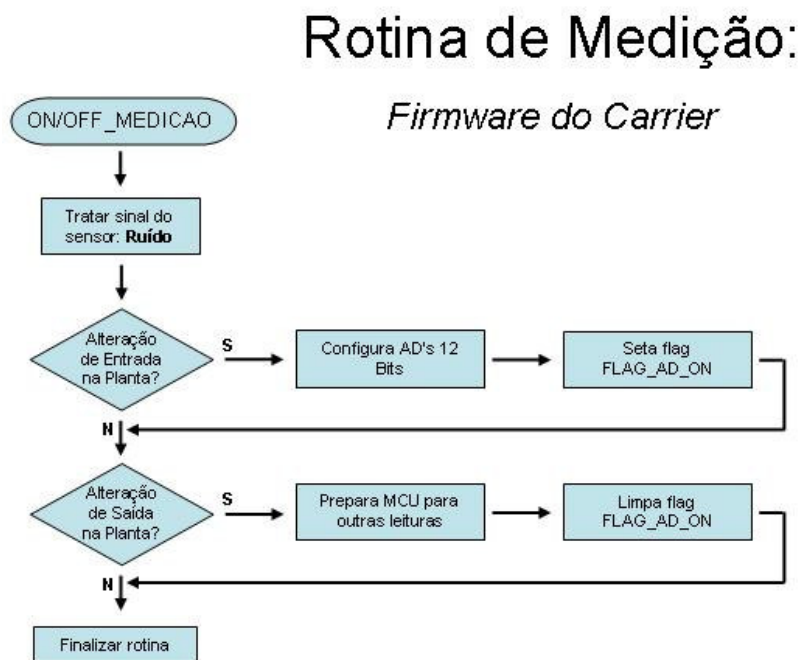 Rotina de Medição:
Firmware do Carrier
ON/OFF_MEDICAO
Tratar sinal do
sensor: Ruído
Alteração
de Entrada
na Planta?
S
Configura AD's 12
Bits
Seta flag
FLAG_AD_ON
N
Alteração
de Saída
na Planta?
S
Prepara MCU para
outras leituras
Limpa flag
FLAG_AD_ON
N
Finalizar rotina